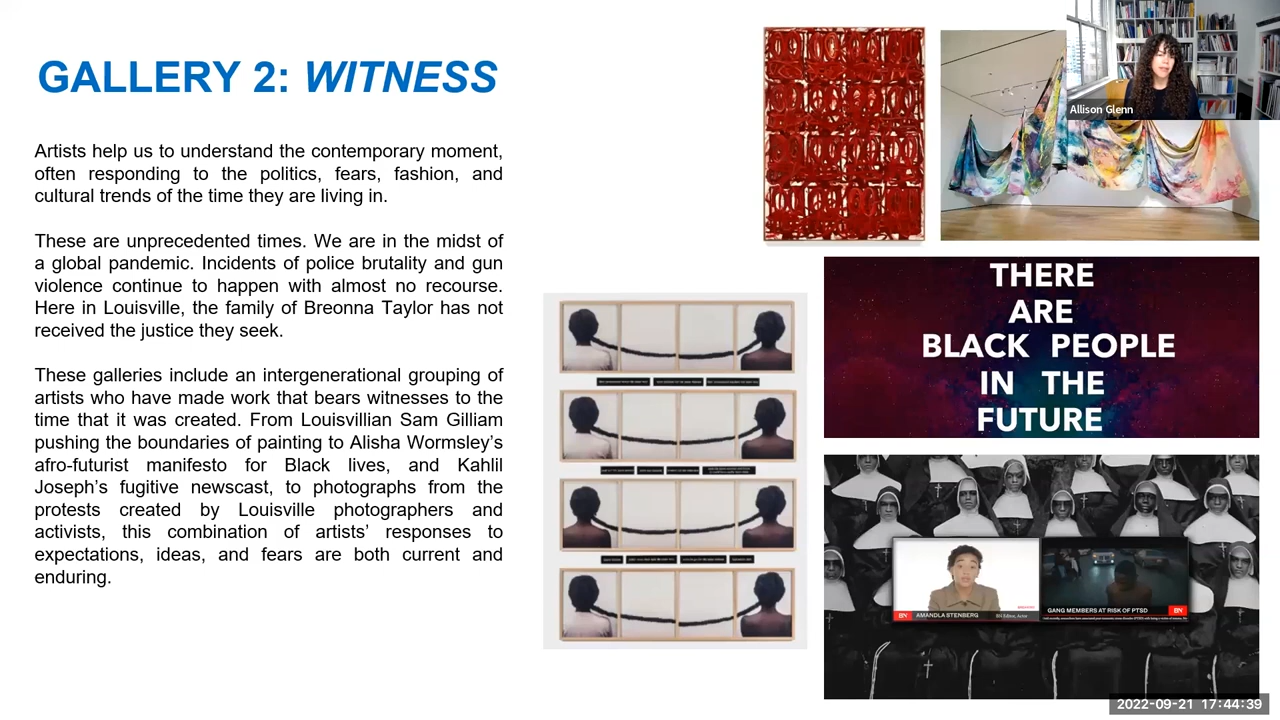 GALLERY 2: WITNESS
Artists help us to understand the contemporary moment,
often responding to the politics, fears, fashion, and
cultural trends of the time they are living in.
These are unprecedented times. We are in the midst of
a global pandemic. Incidents of police brutality and gun
violence continue to happen with almost no recourse.
Here in Louisville, the family of Breonna Taylor has not
received the justice they seek.
These galleries include an intergenerational grouping of
artists who have made work that bears witnesses to the
time that it was created. From Louisvillian Sam Gilliam
pushing the boundaries of painting to Alisha Wormsley’s
afro-futurist manifesto for Black lives, and Kahlil
Joseph’s fugitive newscast, to photographs from the
protests created by Louisville photographers and
activists, this combination of artists’ responses to
expectations, ideas, and fears are both current and
enduring.
Allison Glenn
THERE
ARE
BLACK PEOPLE
IN THE
FUTURE
BN AMANDLA STENBERG BN Editor, Actor
GANG MEMBERS AT RISK OF PTSD BN
2022-09-21 17:44:39